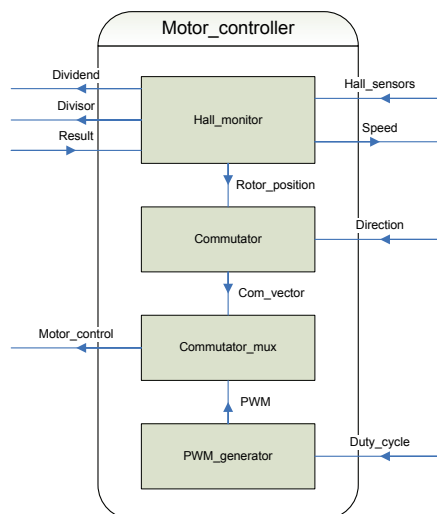 Motor_controller
Dividend
Hall_sensors
Divisor
Hall_monitor
Result
Speed
Rotor_position
Commutator
Direction
Com_vector
Motor_control
Commutator_mux
PWM
PWM_generator
Duty_cycle